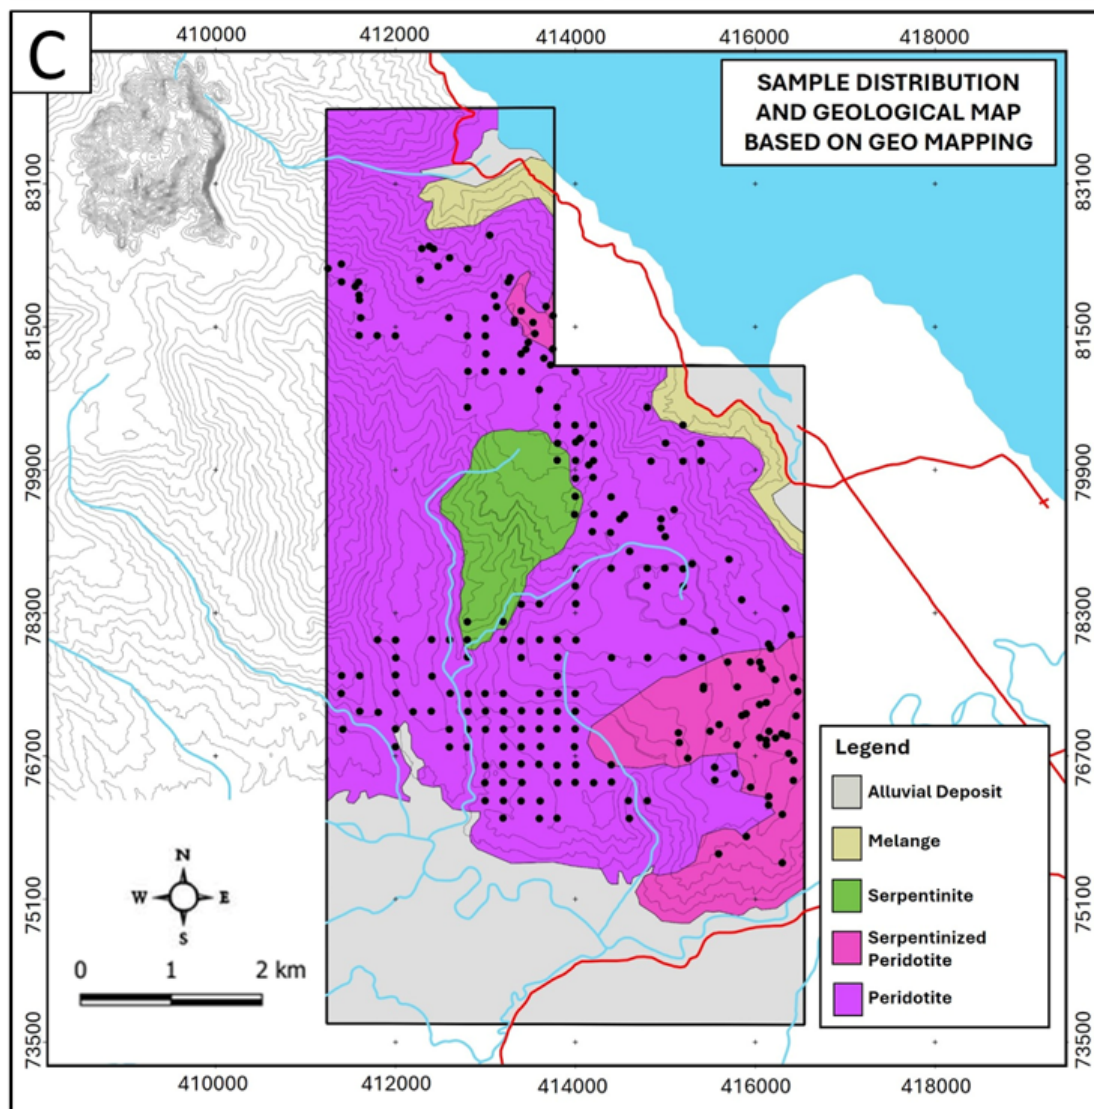 C
410000 412000 414000 416000 418000
SAMPLE DISTRIBUTION
AND GEOLOGICAL MAP
BASED ON GEO MAPPING
83100 83100
81500 81500
79900 79900
78300 78300
76700 76700
75100 75100
73500 73500
N
W E
S
0 1 2 km
Legend
Alluvial Deposit
Melange
Serpentinite
Serpentinized
Peridotite
Peridotite
410000 412000 414000 416000 418000